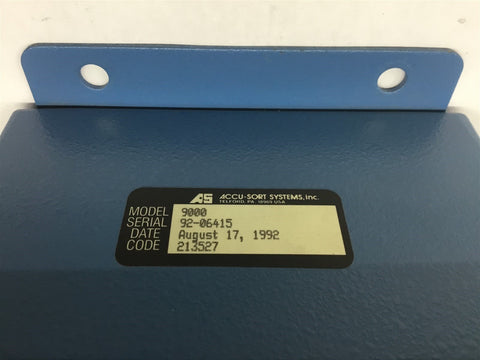 AS ACCU-SORT SYSTEMS, inc.
TELFORD, PA. 18969 USA
MODEL 9000
SERIAL 92-06415
DATE August 17, 1992
CODE 213527